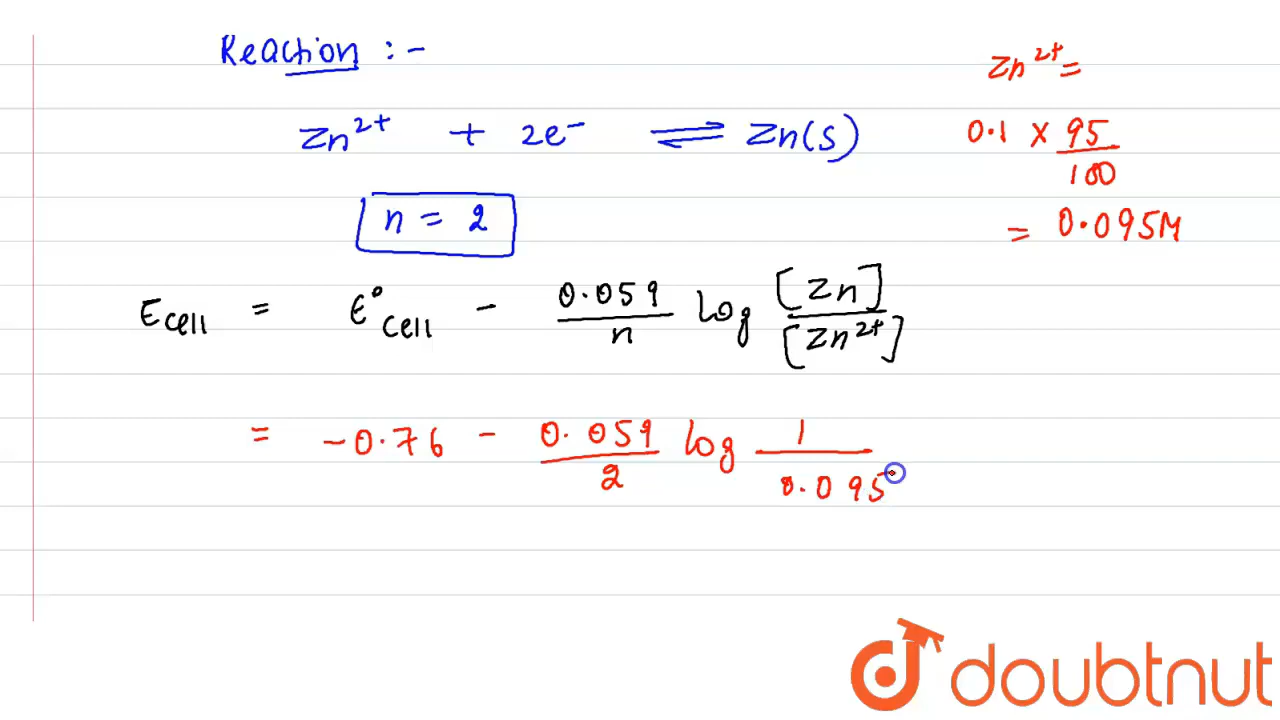 Reaction :-
Zn²⁺ =
Zn²⁺ + 2e⁻ ⇌ Zn(s)
0.1 × 95/100
n = 2
= 0.095M
Ecell = E°cell - 0.059/n log [Zn]/[Zn²⁺]
= -0.76 - 0.059/2 log 1/0.095
doubtnut